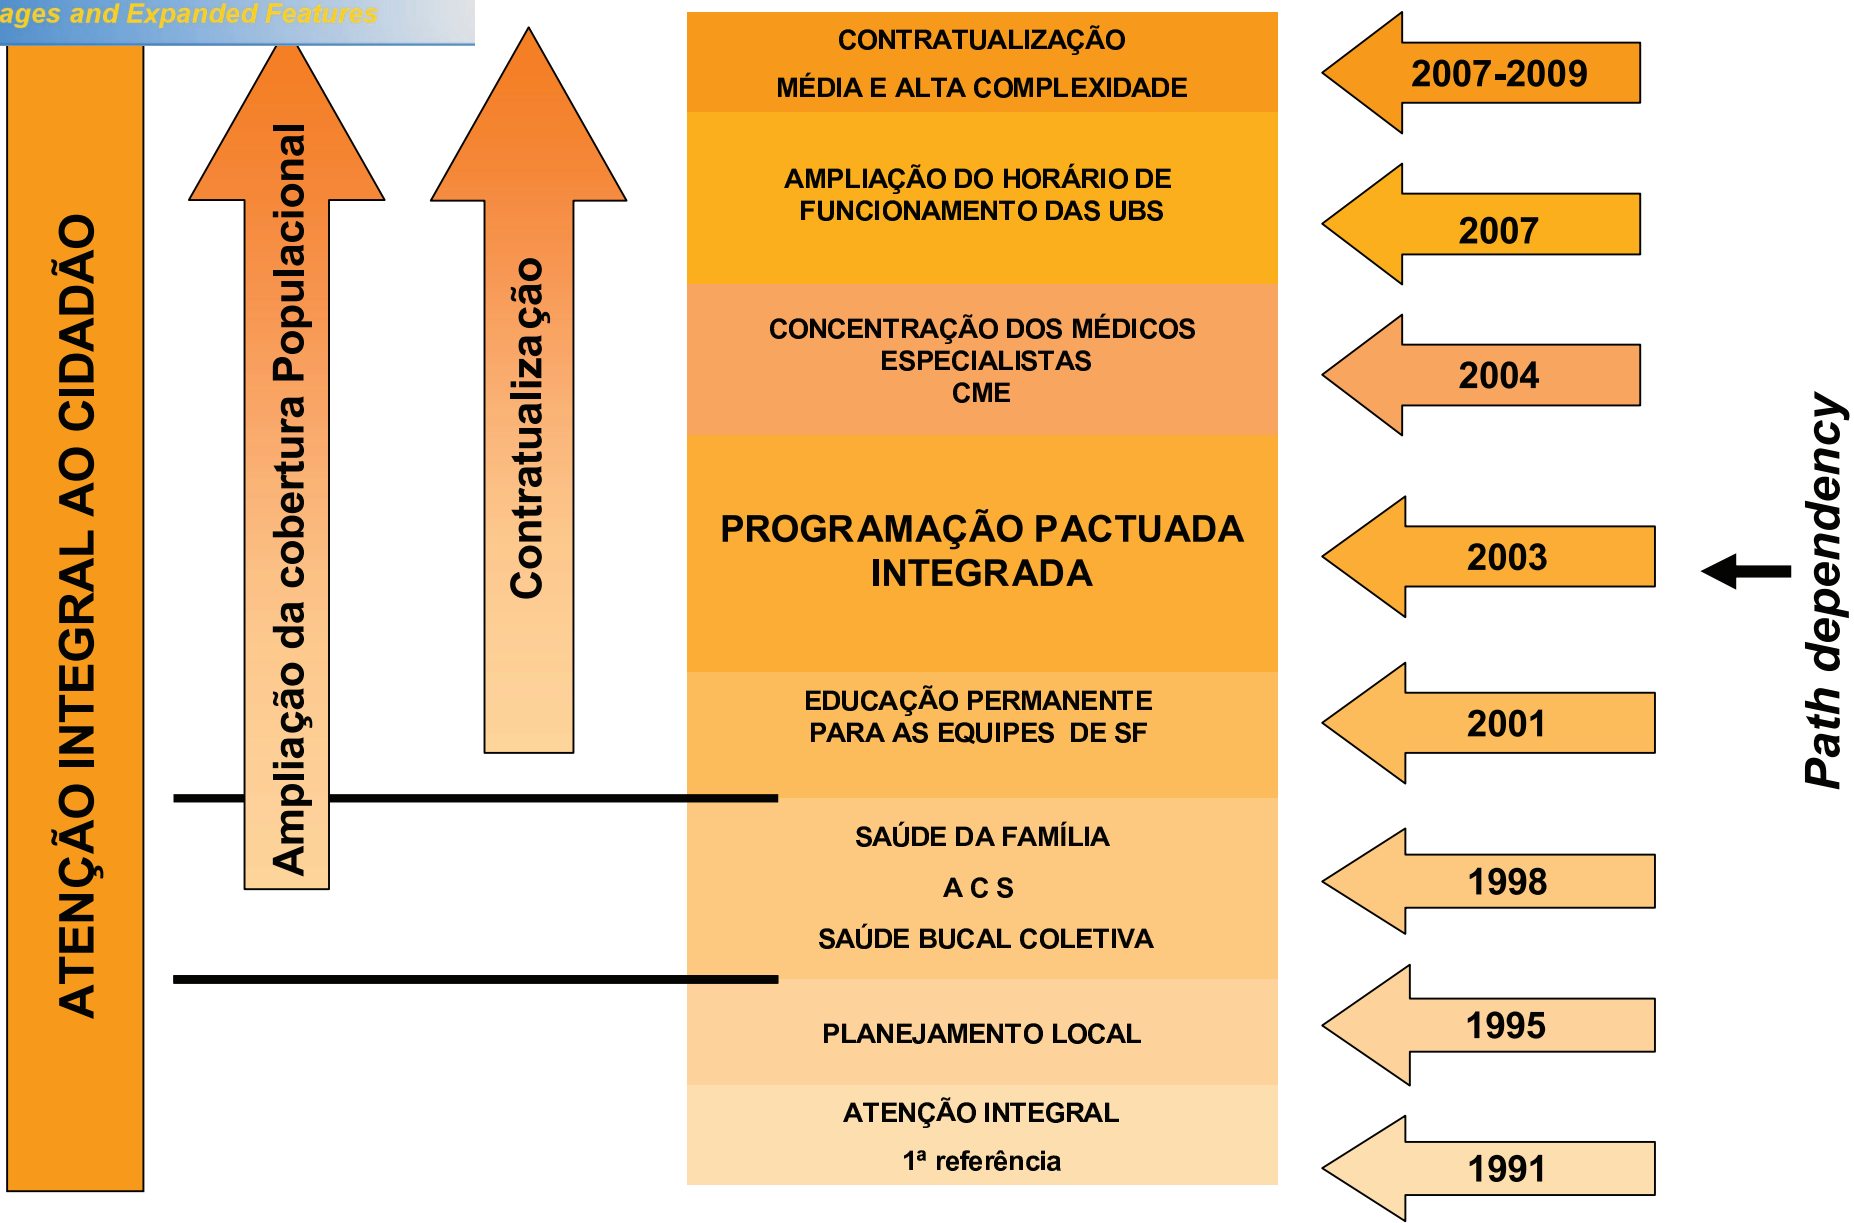 ages and Expanded Features
ATENÇÃO INTEGRAL AO CIDADÃO
Ampliação da cobertura Populacional
Contratualização
CONTRATUALIZAÇÃO
MÉDIA E ALTA COMPLEXIDADE
2007-2009
AMPLIAÇÃO DO HORÁRIO DE
FUNCIONAMENTO DAS UBS
2007
CONCENTRAÇÃO DOS MÉDICOS
ESPECIALISTAS
CME
2004
PROGRAMAÇÃO PACTUADA
INTEGRADA
2003
EDUCAÇÃO PERMANENTE
PARA AS EQUIPES DE SF
2001
SAÚDE DA FAMÍLIA
A C S
SAÚDE BUCAL COLETIVA
1998
PLANEJAMENTO LOCAL
1995
ATENÇÃO INTEGRAL
1ª referência
1991
Path dependency